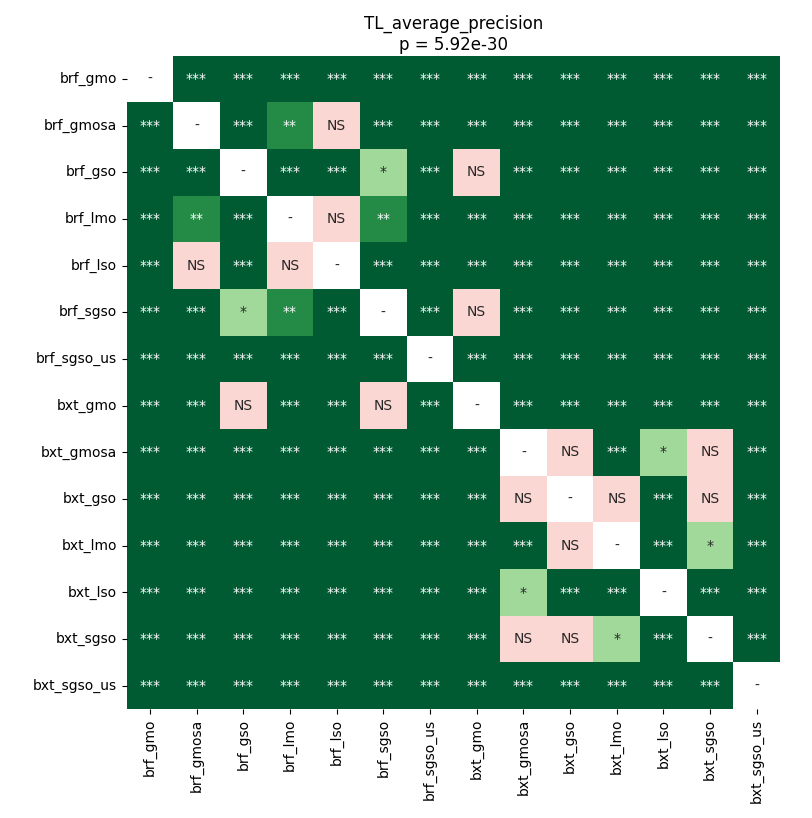 TL_average_precision
p = 5.92e-30
brf_gmo - *** *** *** *** *** *** *** *** *** *** *** *** ***
brf_gmosa *** - *** ** NS *** *** *** *** *** *** *** *** ***
brf_gso *** *** - *** *** * *** NS *** *** *** *** *** ***
brf_lmo *** ** *** - NS ** *** *** *** *** *** *** *** ***
brf_lso *** NS *** NS - *** *** *** *** *** *** *** *** ***
brf_sgso *** *** * ** *** - *** NS *** *** *** *** *** ***
brf_sgso_us *** *** *** *** *** *** - *** *** *** *** *** *** ***
bxt_gmo *** *** NS *** *** NS *** - *** *** *** *** *** ***
bxt_gmosa *** *** *** *** *** *** *** *** - NS *** * NS ***
bxt_gso *** *** *** *** *** *** *** *** NS - NS *** NS ***
bxt_lmo *** *** *** *** *** *** *** *** *** NS - *** * ***
bxt_lso *** *** *** *** *** *** *** *** * *** *** - *** ***
bxt_sgso *** *** *** *** *** *** *** *** NS NS * *** - ***
bxt_sgso_us *** *** *** *** *** *** *** *** *** *** *** *** *** -
brf_gmo brf_gmosa brf_gso brf_lmo brf_lso brf_sgso brf_sgso_us bxt_gmo bxt_gmosa bxt_gso bxt_lmo bxt_lso bxt_sgso bxt_sgso_us